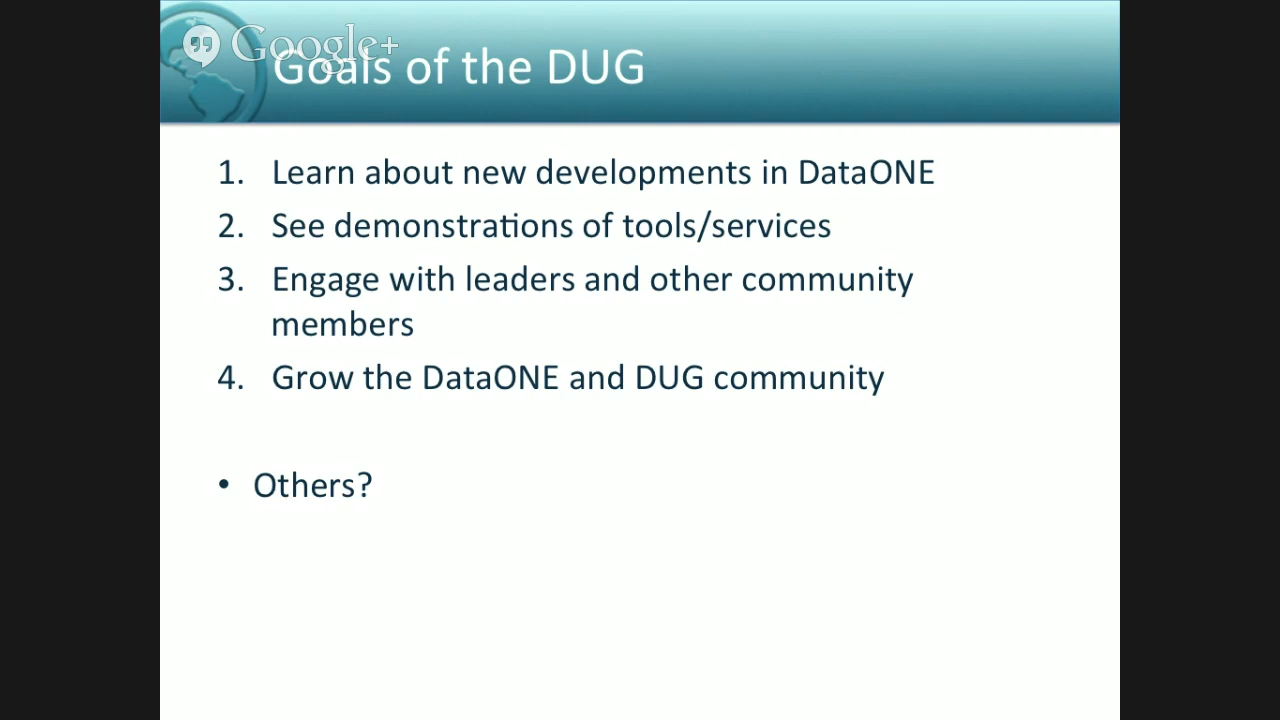 Google+
Goals of the DUG
1. Learn about new developments in DataONE
2. See demonstrations of tools/services
3. Engage with leaders and other community
members
4. Grow the DataONE and DUG community
• Others?